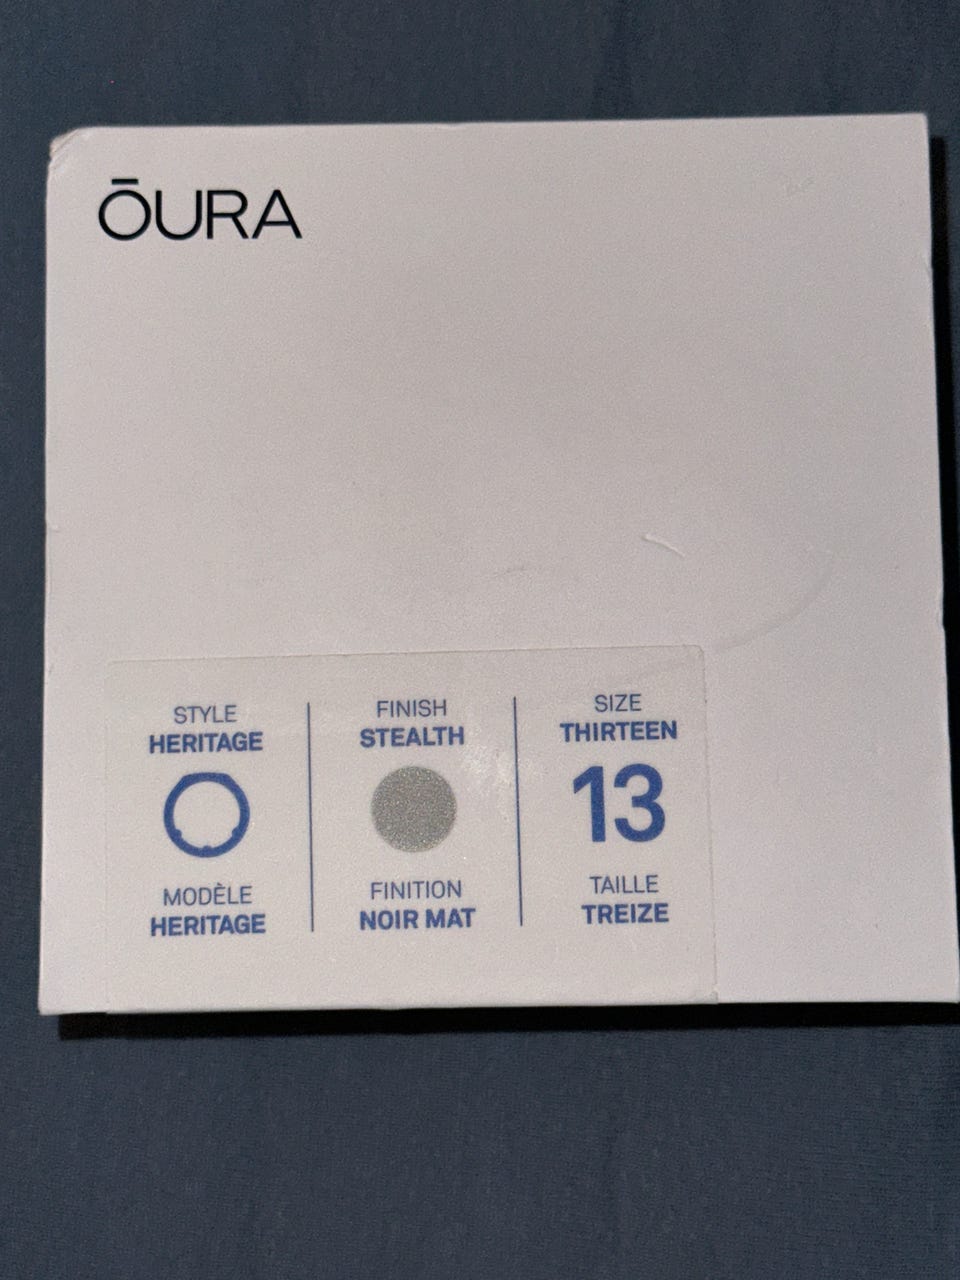 ŌURA
STYLE
HERITAGE
MODÈLE
HERITAGE
FINISH
STEALTH
FINITION
NOIR MAT
SIZE
THIRTEEN
13
TAILLE
TREIZE